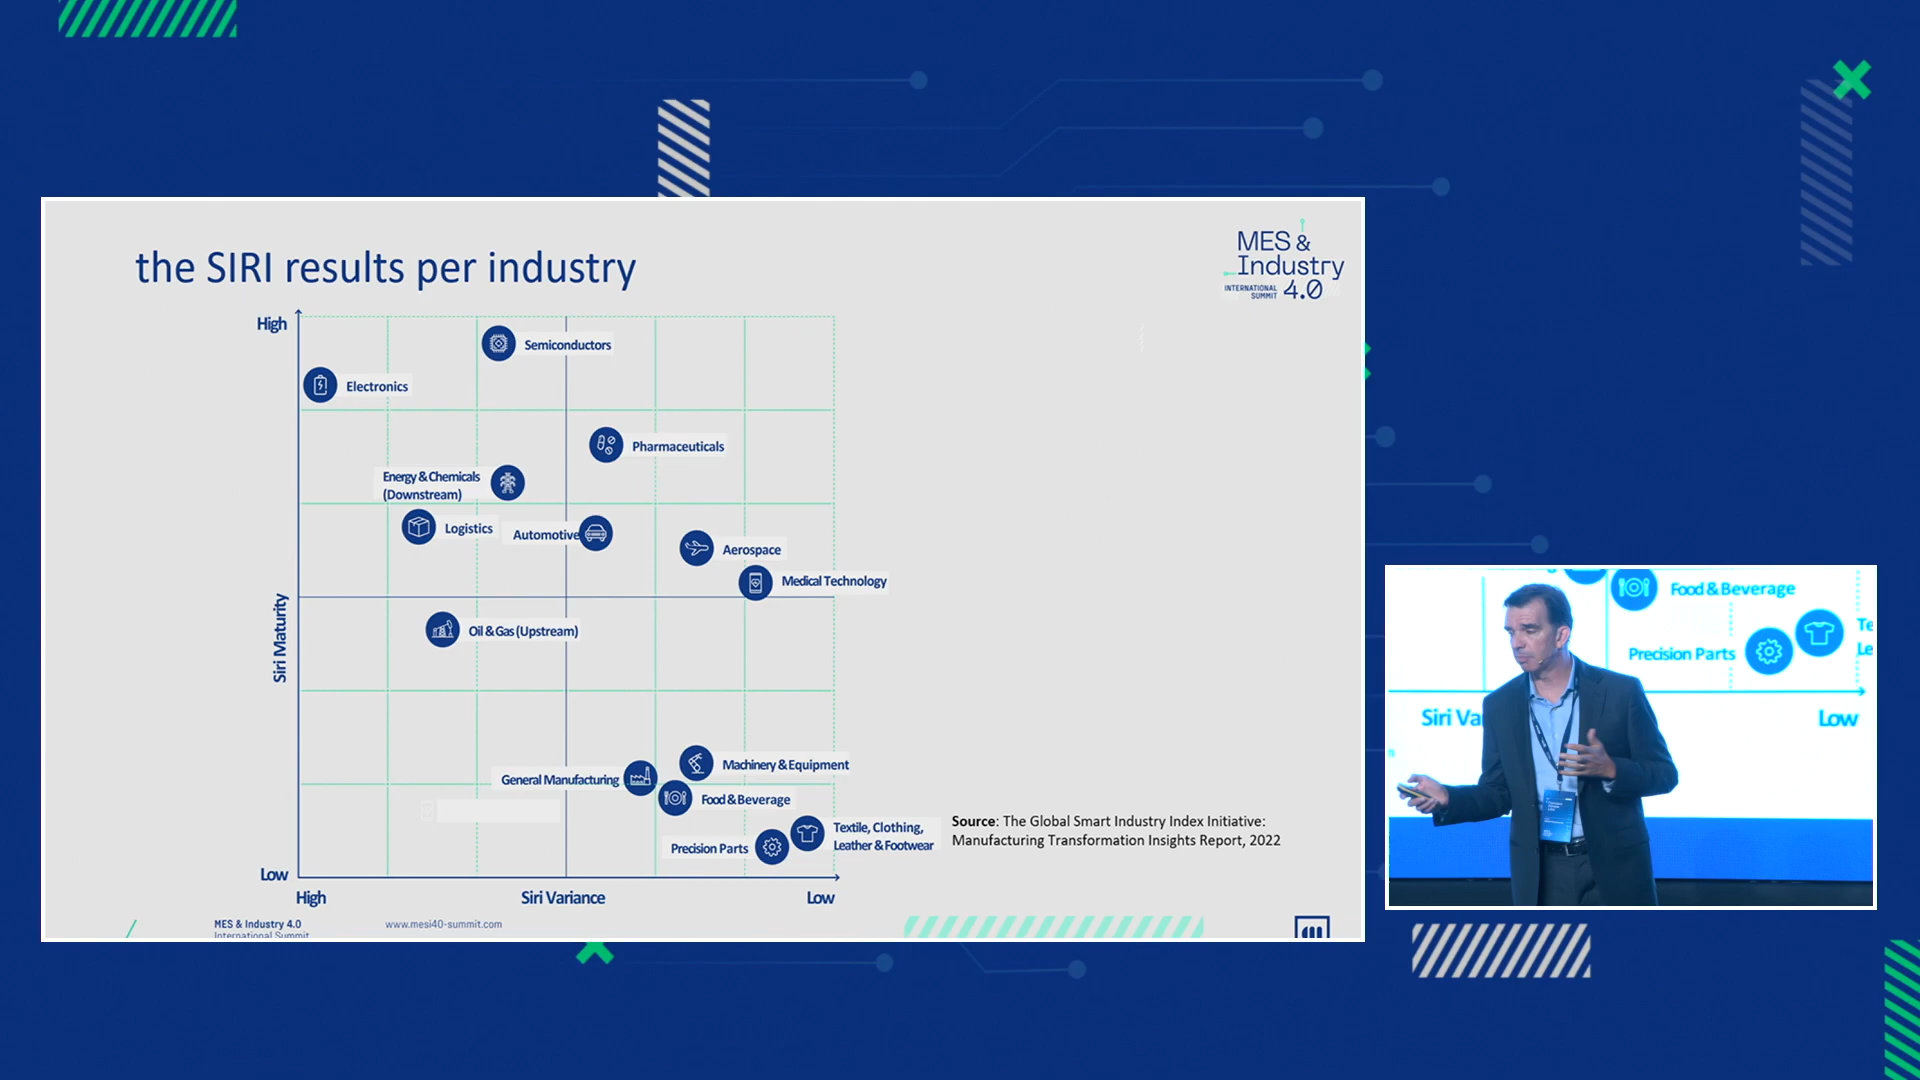 the SIRI results per industry
MES &
Industry
INTERNATIONAL
SUMMIT
4.0
High
Semiconductors
Electronics
Pharmaceuticals
Energy & Chemicals
(Downstream)
Logistics
Automotive
Aerospace
Medical Technology
Siri Maturity
Oil & Gas (Upstream)
Machinery & Equipment
General Manufacturing
Food & Beverage
Textile, Clothing,
Leather & Footwear
Precision Parts
Source: The Global Smart Industry Index Initiative:
Manufacturing Transformation Insights Report, 2022
Low
High
Siri Variance
Low
MES & Industry 4.0
International Summit
www.mesi40-summit.com
Food & Beverage
Te
Le
Precision Parts
Siri Va
Low